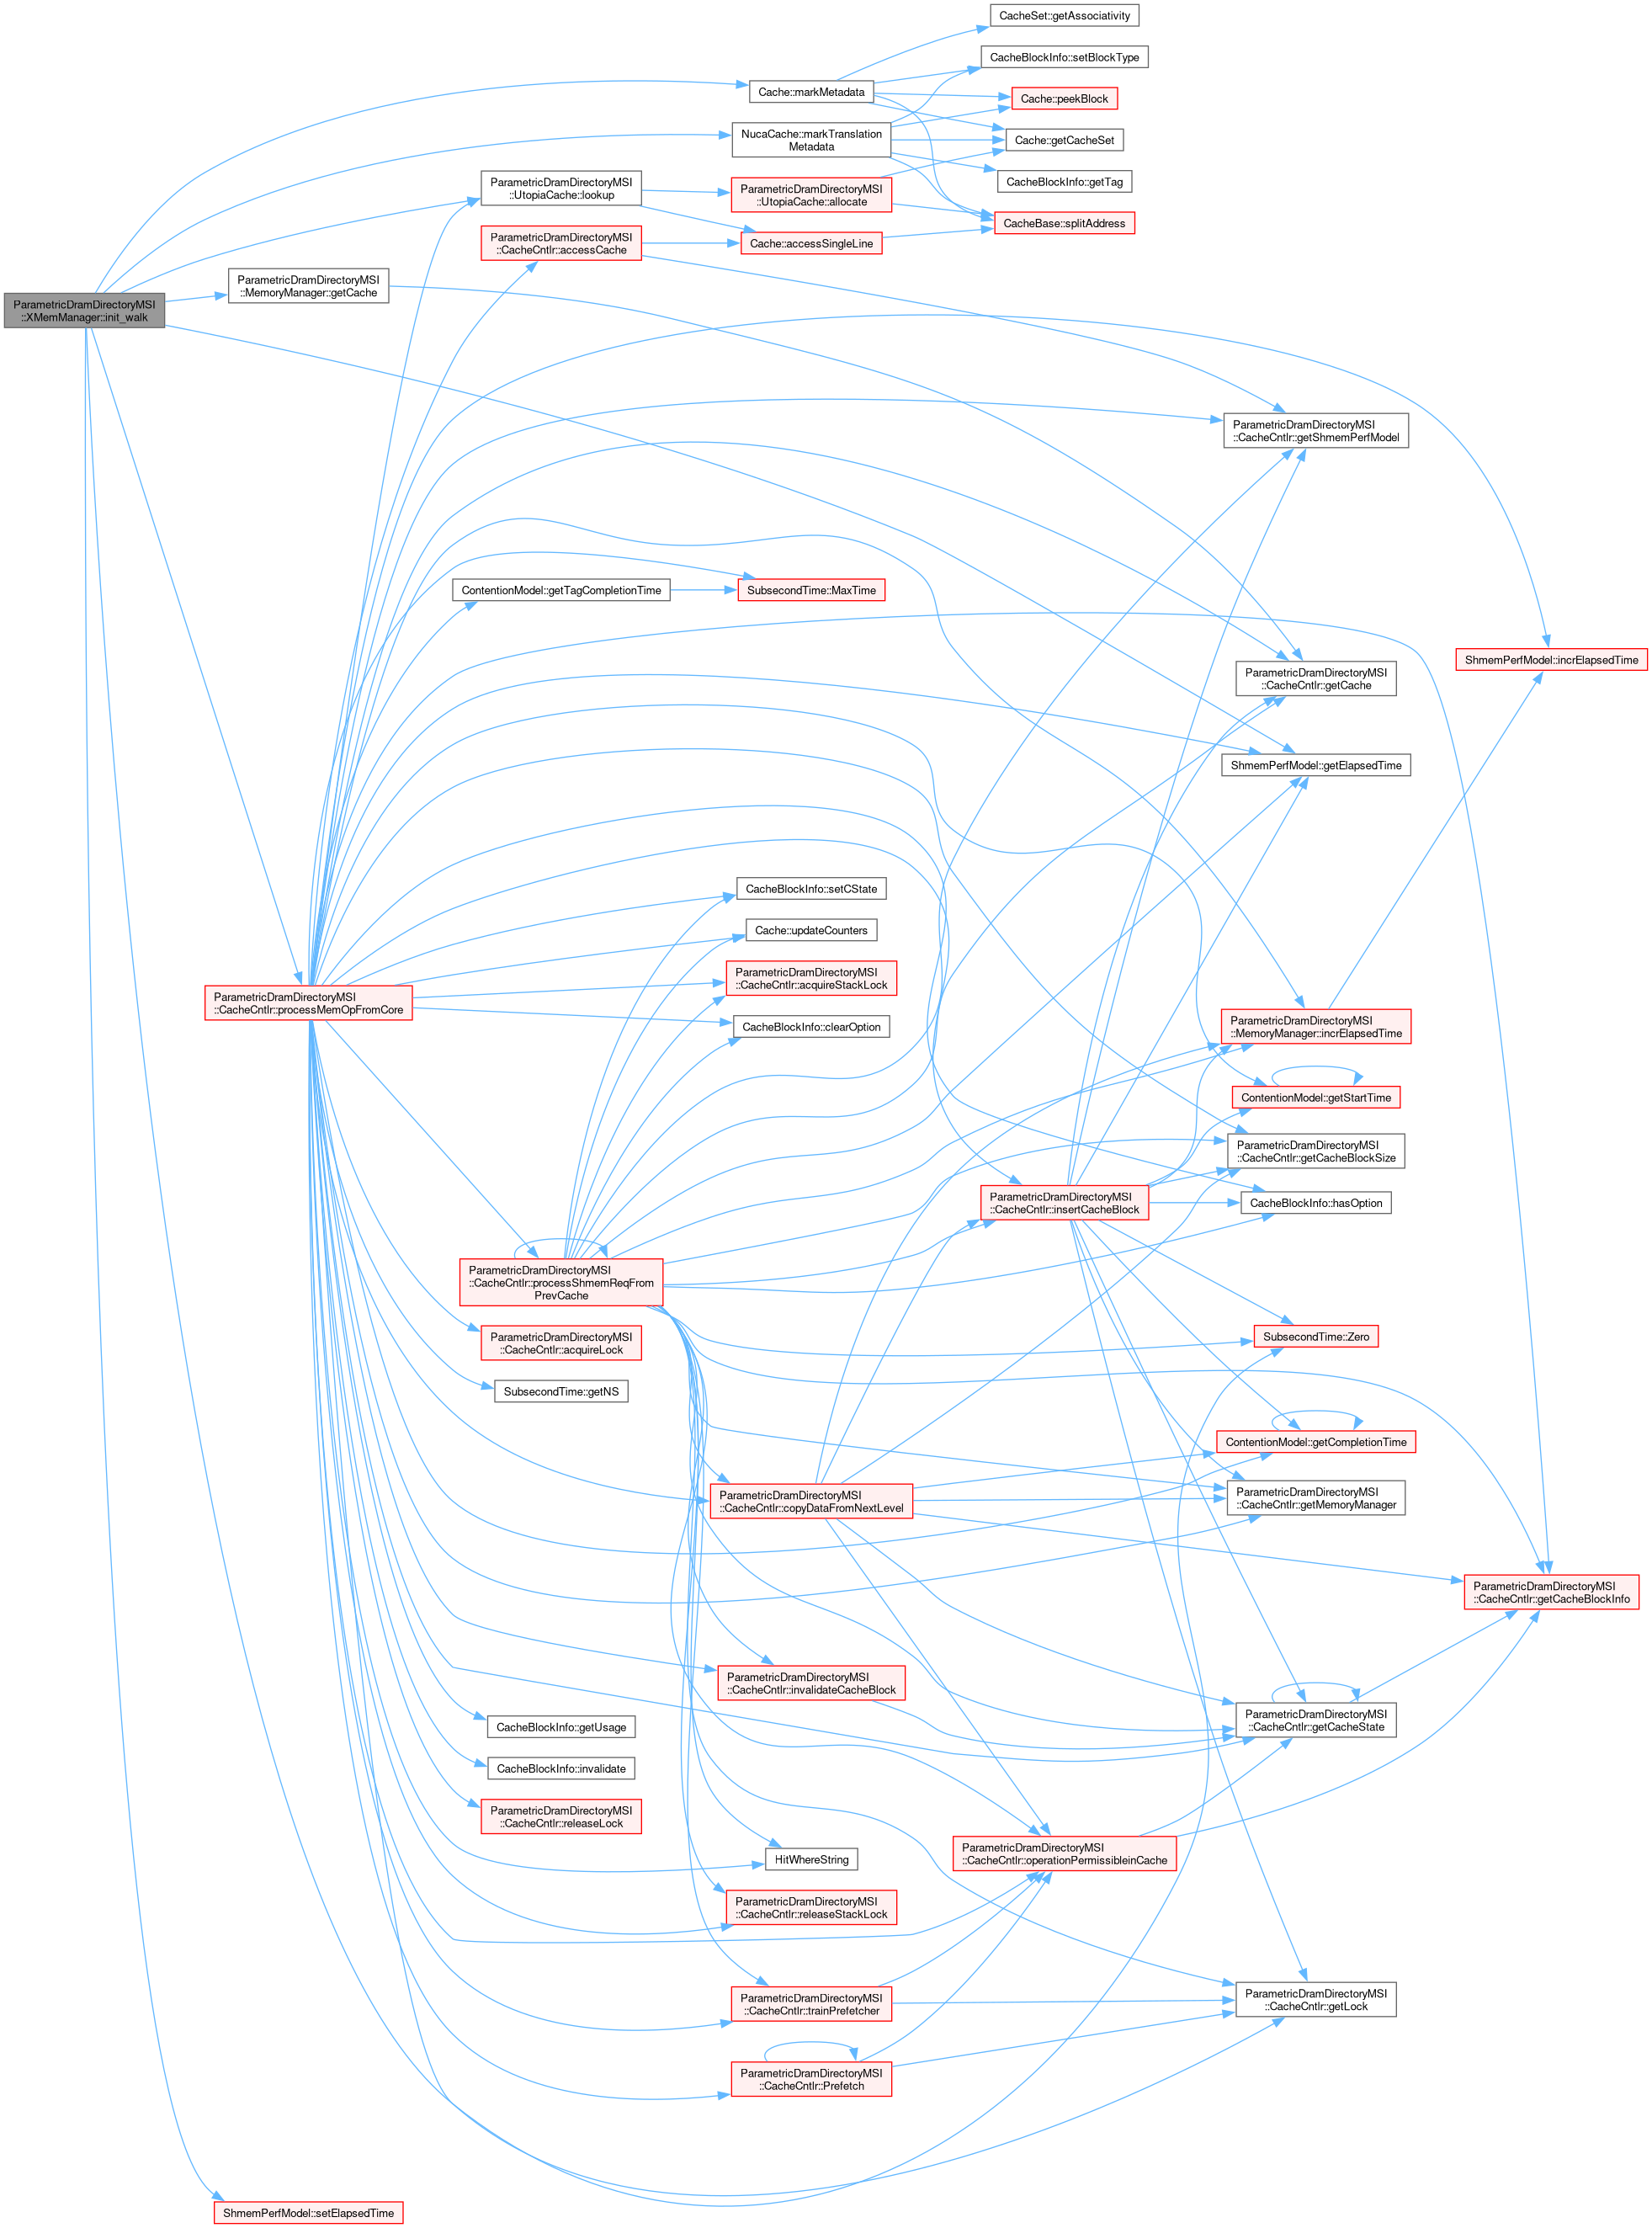 CacheSet::getAssociativity
CacheBlockInfo::setBlockType
Cache::markMetadata
Cache::peekBlock
NucaCache::markTranslation
Metadata
Cache::getCacheSet
CacheBlockInfo::getTag
ParametricDramDirectoryMSI
::UtopiaCache::lookup
ParametricDramDirectoryMSI
::UtopiaCache::allocate
CacheBase::splitAddress
ParametricDramDirectoryMSI
::CacheCntlr::accessCache
Cache::accessSingleLine
ParametricDramDirectoryMSI
::MemoryManager::getCache
ParametricDramDirectoryMSI
::XMemManager::init_walk
ParametricDramDirectoryMSI
::CacheCntlr::getShmemPerfModel
ContentionModel::getTagCompletionTime
SubsecondTime::MaxTime
ShmemPerfModel::incrElapsedTime
ParametricDramDirectoryMSI
::CacheCntlr::getCache
ShmemPerfModel::getElapsedTime
CacheBlockInfo::setCState
Cache::updateCounters
ParametricDramDirectoryMSI
::CacheCntlr::acquireStackLock
ParametricDramDirectoryMSI
::CacheCntlr::processMemOpFromCore
CacheBlockInfo::clearOption
ParametricDramDirectoryMSI
::MemoryManager::incrElapsedTime
ContentionModel::getStartTime
ParametricDramDirectoryMSI
::CacheCntlr::getCacheBlockSize
ParametricDramDirectoryMSI
::CacheCntlr::insertCacheBlock
CacheBlockInfo::hasOption
ParametricDramDirectoryMSI
::CacheCntlr::processShmemReqFrom
PrevCache
ParametricDramDirectoryMSI
::CacheCntlr::acquireLock
SubsecondTime::Zero
SubsecondTime::getNS
ContentionModel::getCompletionTime
ParametricDramDirectoryMSI
::CacheCntlr::copyDataFromNextLevel
ParametricDramDirectoryMSI
::CacheCntlr::getMemoryManager
ParametricDramDirectoryMSI
::CacheCntlr::getCacheBlockInfo
ParametricDramDirectoryMSI
::CacheCntlr::invalidateCacheBlock
ParametricDramDirectoryMSI
::CacheCntlr::getCacheState
CacheBlockInfo::getUsage
CacheBlockInfo::invalidate
ParametricDramDirectoryMSI
::CacheCntlr::releaseLock
HitWhereString
ParametricDramDirectoryMSI
::CacheCntlr::operationPermissibleinCache
ParametricDramDirectoryMSI
::CacheCntlr::releaseStackLock
ParametricDramDirectoryMSI
::CacheCntlr::trainPrefetcher
ParametricDramDirectoryMSI
::CacheCntlr::getLock
ParametricDramDirectoryMSI
::CacheCntlr::Prefetch
ShmemPerfModel::setElapsedTime